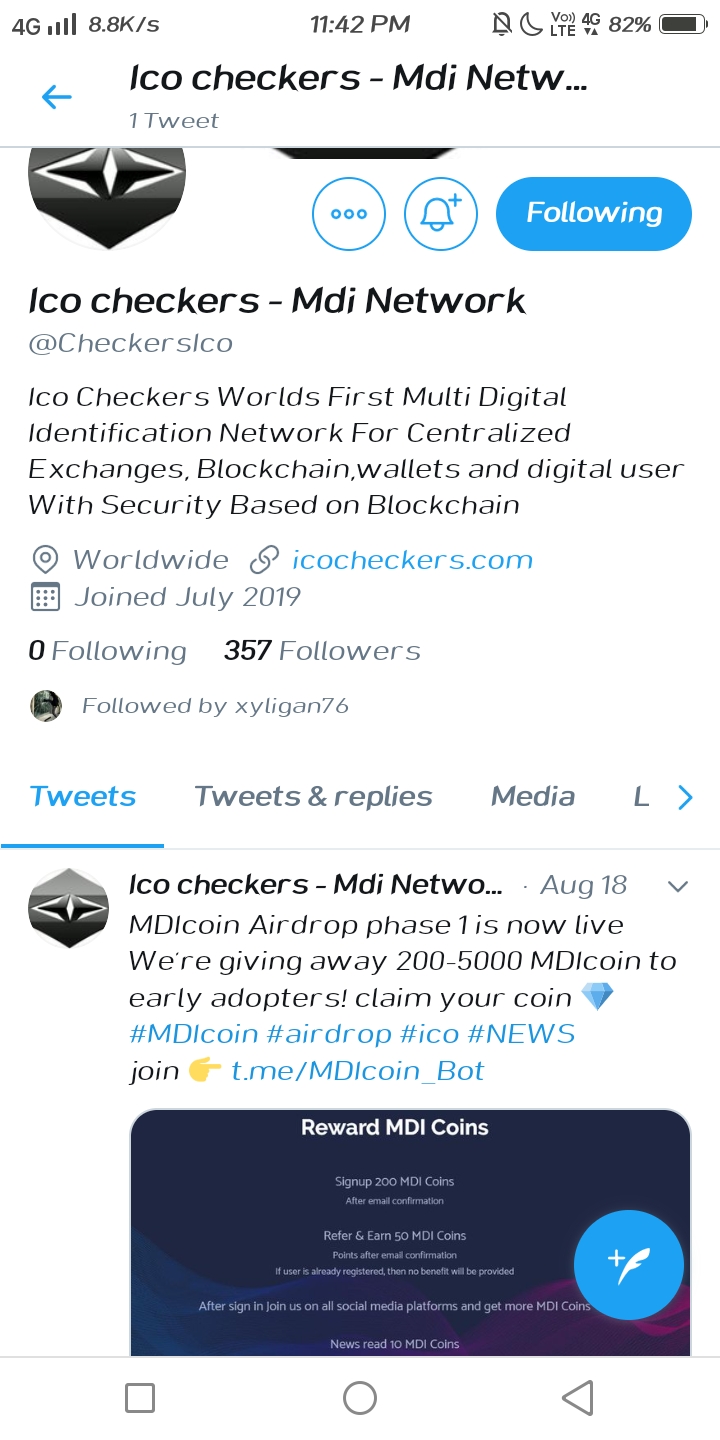 4G 8.8K/s 11:42 PM Vo)) LTE 4G 82%
Ico checkers - Mdi Netw...
1 Tweet
Following
Ico checkers - Mdi Network
@CheckersIco
Ico Checkers Worlds First Multi Digital
Identification Network For Centralized
Exchanges, Blockchain,wallets and digital user
With Security Based on Blockchain
Worldwide icocheckers.com
Joined July 2019
0 Following 357 Followers
Followed by xyligan76
Tweets Tweets & replies Media L
Ico checkers - Mdi Netwo... · Aug 18
MDIcoin Airdrop phase 1 is now live
We're giving away 200-5000 MDIcoin to
early adopters! claim your coin 💎
#MDIcoin #airdrop #ico #NEWS
join 👉 t.me/MDIcoin_Bot
Reward MDI Coins
Signup 200 MDI Coins
After email confirmation
Refer & Earn 50 MDI Coins
Points after email confirmation
If user is already registered, then no benefit will be provided
After sign in Join us on all social media platforms and get more MDI Coins
News read 10 MDI Coins